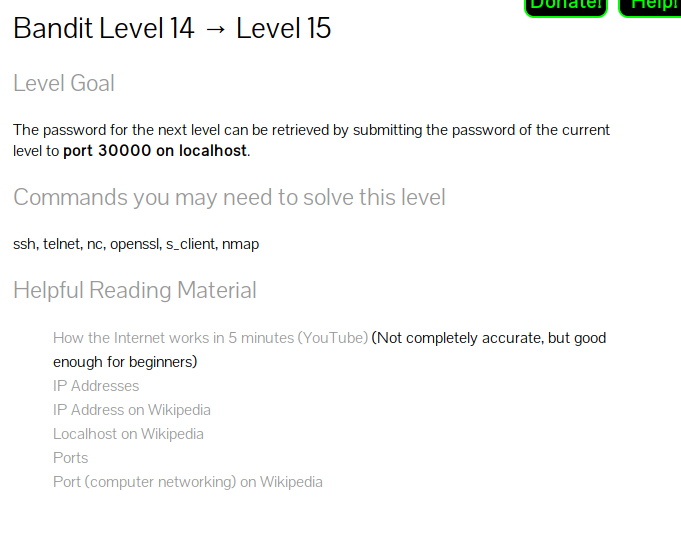 Donate!
Help!
Bandit Level 14 → Level 15
Level Goal
The password for the next level can be retrieved by submitting the password of the current
level to port 30000 on localhost.
Commands you may need to solve this level
ssh, telnet, nc, openssl, s_client, nmap
Helpful Reading Material
How the Internet works in 5 minutes (YouTube) (Not completely accurate, but good
enough for beginners)
IP Addresses
IP Address on Wikipedia
Localhost on Wikipedia
Ports
Port (computer networking) on Wikipedia